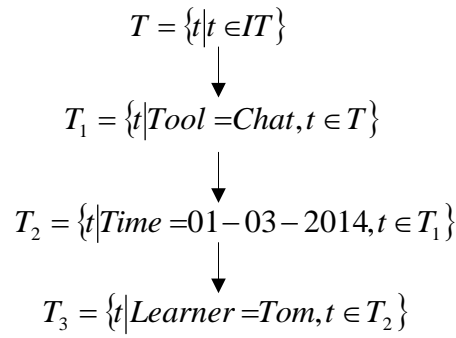 T = {t|t ∈IT}
T₁ = {t|Tool =Chat, t ∈ T}
T₂ = {t|Time =01−03−2014, t ∈ T₁}
T₃ = {t|Learner =Tom, t ∈ T₂}